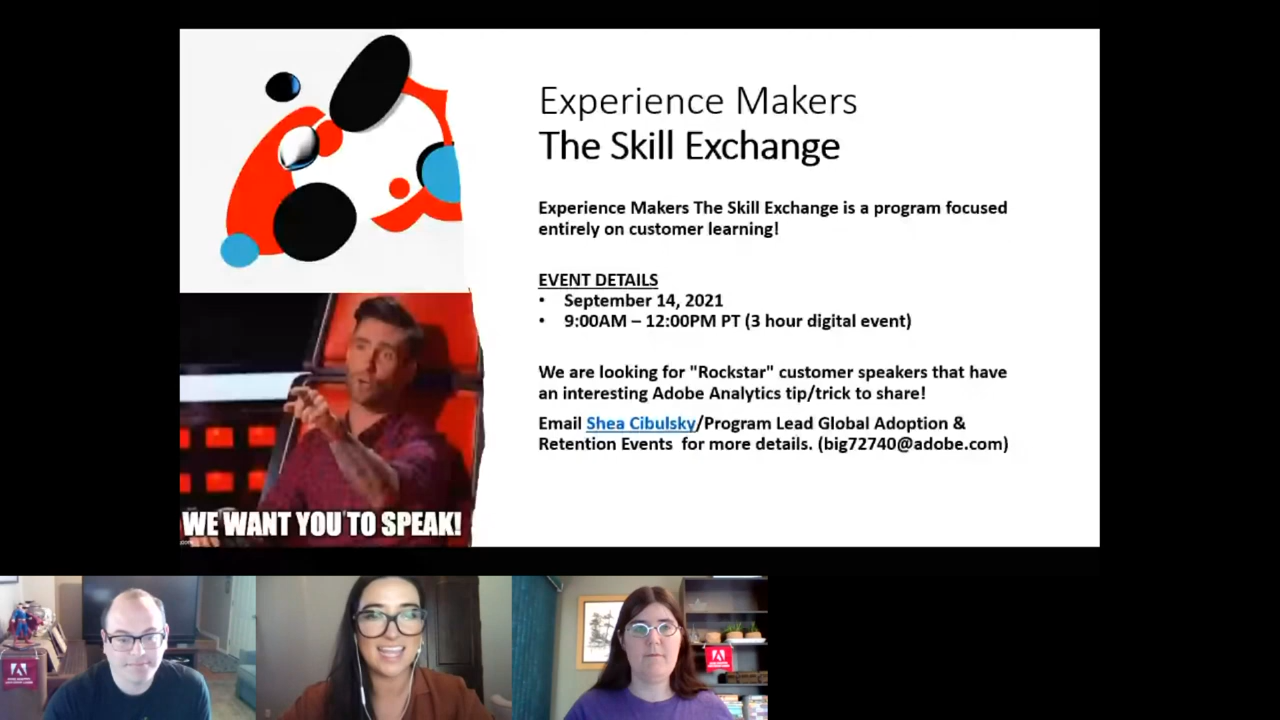 Experience Makers
The Skill Exchange
Experience Makers The Skill Exchange is a program focused
entirely on customer learning!
EVENT DETAILS
• September 14, 2021
• 9:00AM – 12:00PM PT (3 hour digital event)
We are looking for "Rockstar" customer speakers that have
an interesting Adobe Analytics tip/trick to share!
Email Shea Cibulsky/Program Lead Global Adoption &
Retention Events for more details. (big72740@adobe.com)
WE WANT YOU TO SPEAK!